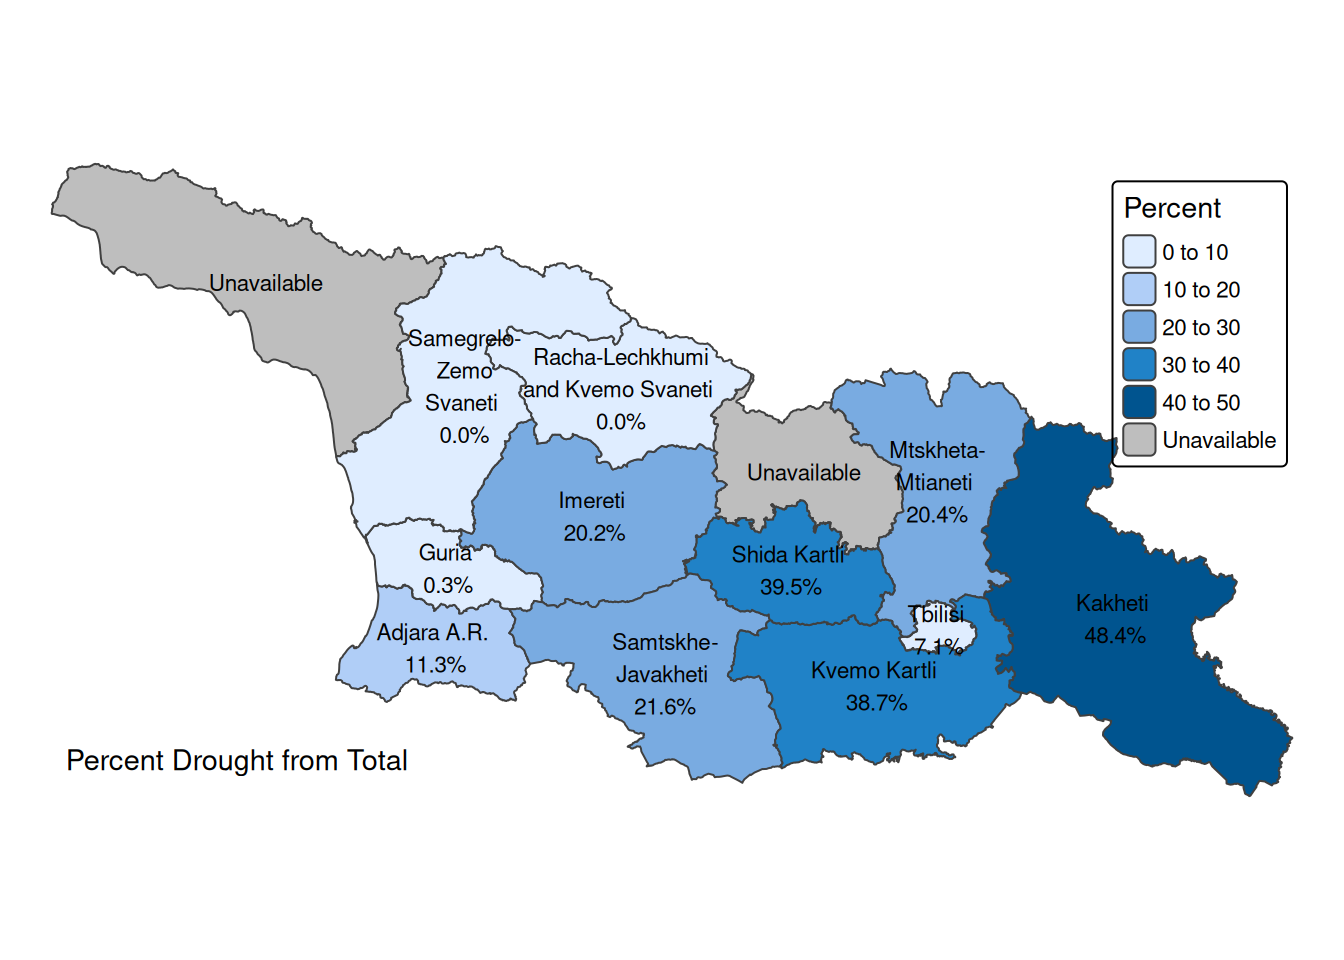 Unavailable
Samegrelo-
Zemo
Svaneti
0.0%
Racha-Lechkhumi
and Kvemo Svaneti
0.0%
Imereti
20.2%
Guria
0.3%
Adjara A.R.
11.3%
Samtskhe-
Javakheti
21.6%
Unavailable
Shida Kartli
39.5%
Mtskheta-
Mtianeti
20.4%
Tbilisi
7.1%
Kvemo Kartli
38.7%
Kakheti
48.4%
Percent
0 to 10
10 to 20
20 to 30
30 to 40
40 to 50
Unavailable
Percent Drought from Total